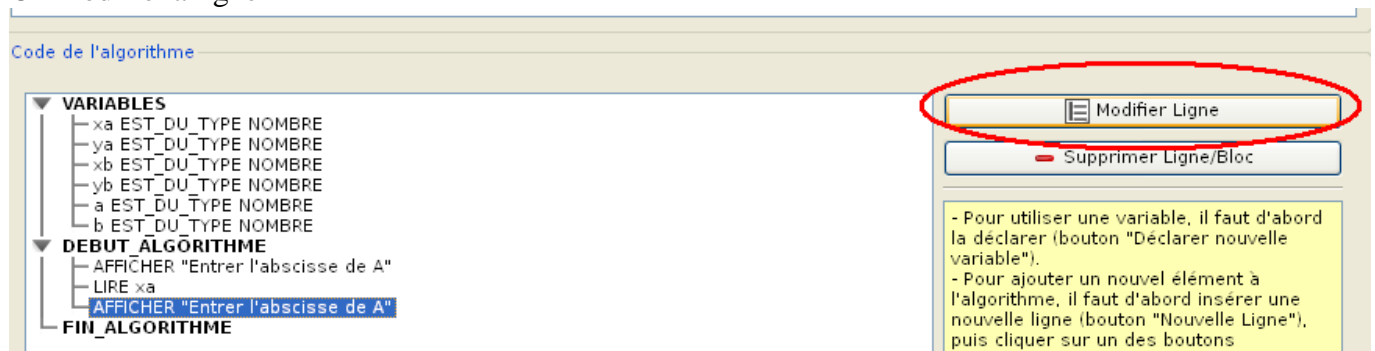 Code de l'algorithme
VARIABLES
xa EST_DU_TYPE NOMBRE
ya EST_DU_TYPE NOMBRE
xb EST_DU_TYPE NOMBRE
yb EST_DU_TYPE NOMBRE
a EST_DU_TYPE NOMBRE
b EST_DU_TYPE NOMBRE
DEBUT_ALGORITHME
AFFICHER "Entrer l'abscisse de A"
LIRE xa
AFFICHER "Entrer l'abscisse de A"
FIN_ALGORITHME
Modifier Ligne
Supprimer Ligne/Bloc
- Pour utiliser une variable, il faut d'abord
la déclarer (bouton "Déclarer nouvelle
variable").
- Pour ajouter un nouvel élément à
l'algorithme, il faut d'abord insérer une
nouvelle ligne (bouton "Nouvelle Ligne"),
puis cliquer sur un des boutons